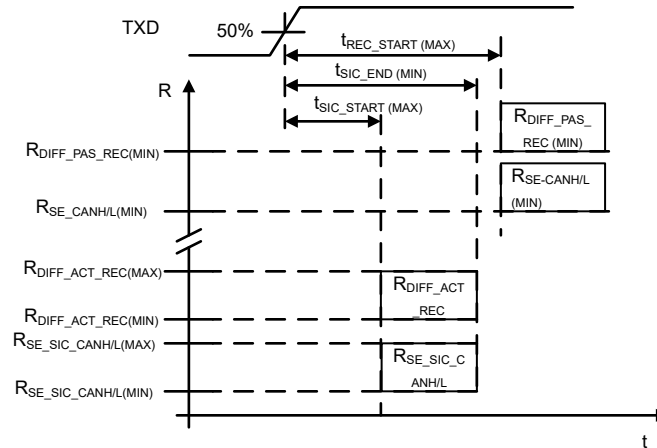 TXD
50%
tREC_START (MAX)
tSIC_END (MIN)
R
tSIC_START (MAX)
RDIFF_PAS_
REC (MIN)
RDIFF_PAS_REC(MIN)
RSE-CANH/L
(MIN)
RSE_CANH/L(MIN)
RDIFF_ACT_REC(MAX)
RDIFF_ACT
_REC
RDIFF_ACT_REC(MIN)
RSE_SIC_CANH/L(MAX)
RSE_SIC_C
ANH/L
RSE_SIC_CANH/L(MIN)
t